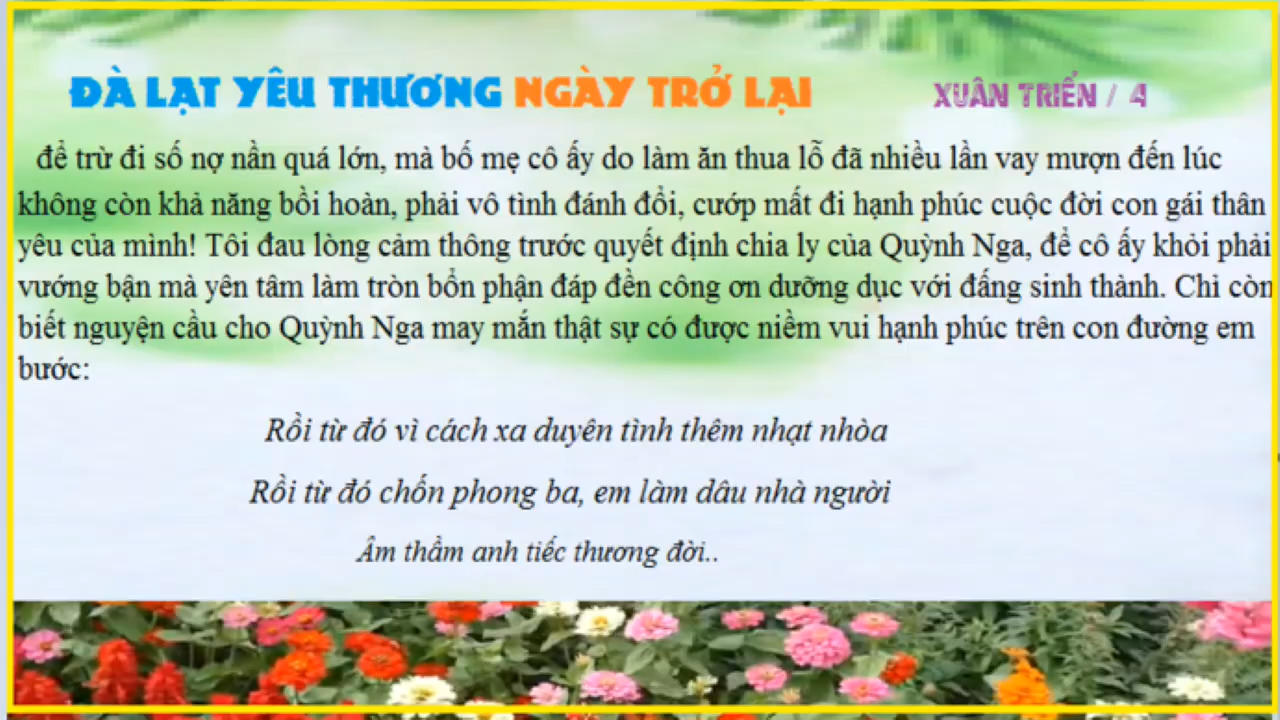 ĐÀ LẠT YÊU THƯƠNG NGÀY TRỞ LẠI XUÂN TRIỂN / 4
để trừ đi số nợ nần quá lớn, mà bố mẹ cô ấy do làm ăn thua lỗ đã nhiều lần vay mượn đến lúc
không còn khả năng bồi hoàn, phải vô tình đánh đổi, cướp mất đi hạnh phúc cuộc đời con gái thân
yêu của mình! Tôi đau lòng cảm thông trước quyết định chia ly của Quỳnh Nga, để cô ấy khỏi phải
vướng bận mà yên tâm làm tròn bổn phận đáp đền công ơn dưỡng dục với đấng sinh thành. Chỉ còn
biết nguyện cầu cho Quỳnh Nga may mắn thật sự có được niềm vui hạnh phúc trên con đường em
bước:
Rồi từ đó vì cách xa duyên tình thêm nhạt nhòa
Rồi từ đó chốn phong ba, em làm dâu nhà người
Âm thầm anh tiếc thương đời..